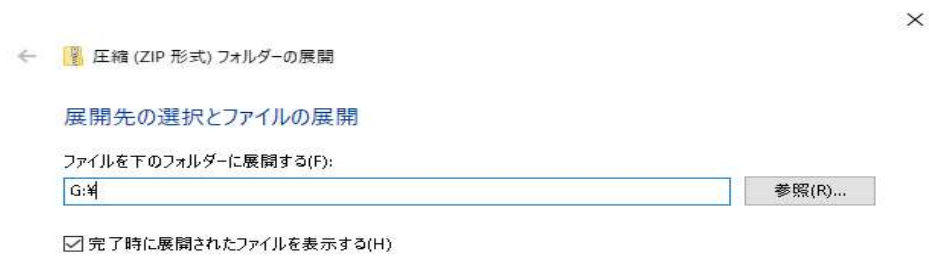 圧縮 (ZIP 形式) フォルダーの展開
展開先の選択とファイルの展開
ファイルを下のフォルダーに展開する(F):
G:¥
参照(R)...
完了時に展開されたファイルを表示する(H)